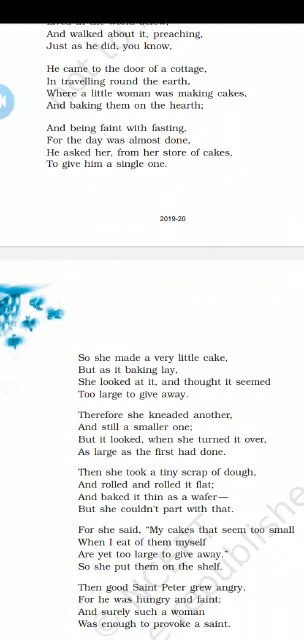 And walked about it, preaching,
Just as he did, you know,
He came to the door of a cottage,
In travelling round the earth,
Where a little woman was making cakes,
And baking them on the hearth;
And being faint with fasting,
For the day was almost done,
He asked her, from her store of cakes,
To give him a single one.
2019-20
So she made a very little cake,
But as it baking lay,
She looked at it, and thought it seemed
Too large to give away.
Therefore she kneaded another,
And still a smaller one;
But it looked, when she turned it over,
As large as the first had done.
Then she took a tiny scrap of dough,
And rolled and rolled it flat;
And baked it thin as a wafer—
But she couldn't part with that.
For she said, "My cakes that seem too small
When I eat of them myself
Are yet too large to give away."
So she put them on the shelf.
Then good Saint Peter grew angry,
For he was hungry and faint;
And surely such a woman
Was enough to provoke a saint.